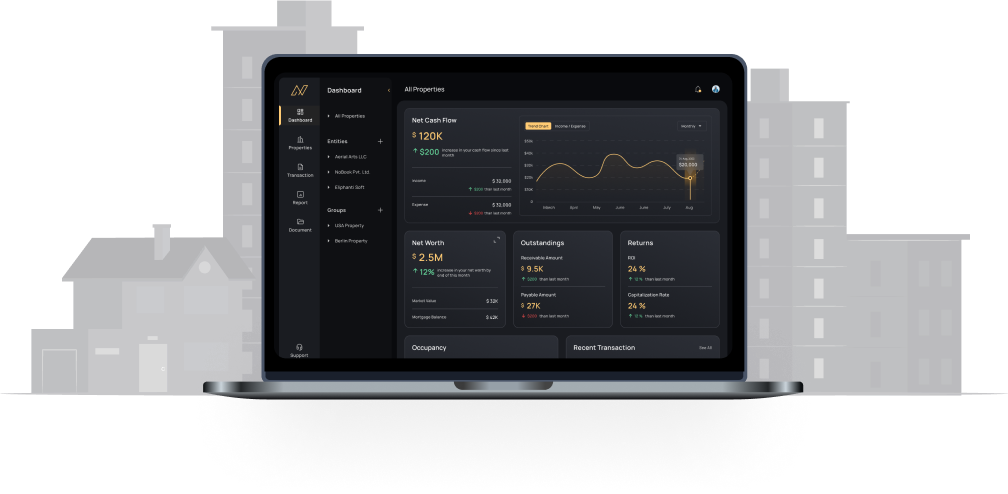 Dashboard
All Properties
Dashboard
Properties
Transaction
Report
Document
Support
All Properties
Entities
Aerial Arts LLC
NoBook Pvt. Ltd.
Eliphanti Soft
Groups
USA Property
Berlin Property
Net Cash Flow
$ 120K
$200 Increase in your cash flow since last
month
Income $ 39,000
$200 than last month
Expense $ 39,000
$200 than last month
Trend Chart Income / Expense Monthly
$50K
$40K
$30K
$20K
$10K
0
March April May June June July Aug
$20,000
Net Worth
$ 2.5M
12% Increase in your net worth by
end of this month
Market Value $ 32K
Mortgage Balance $ 42K
Outstandings
Receivable Amount
$ 9.5K
$200 than last month
Payable Amount
$ 27K
$200 than last month
Returns
ROI
24 %
12 % than last month
Capitalization Rate
24 %
12 % than last month
Occupancy
Recent Transaction See All